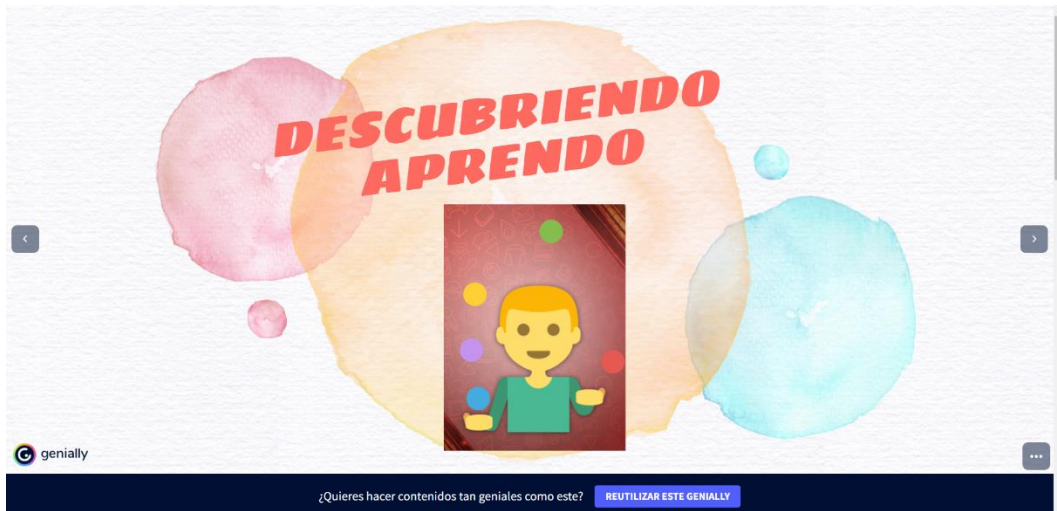 DESCUBRIENDO
APRENDO
genially
¿Quieres hacer contenidos tan geniales como este? REUTILIZAR ESTE GENIALLY